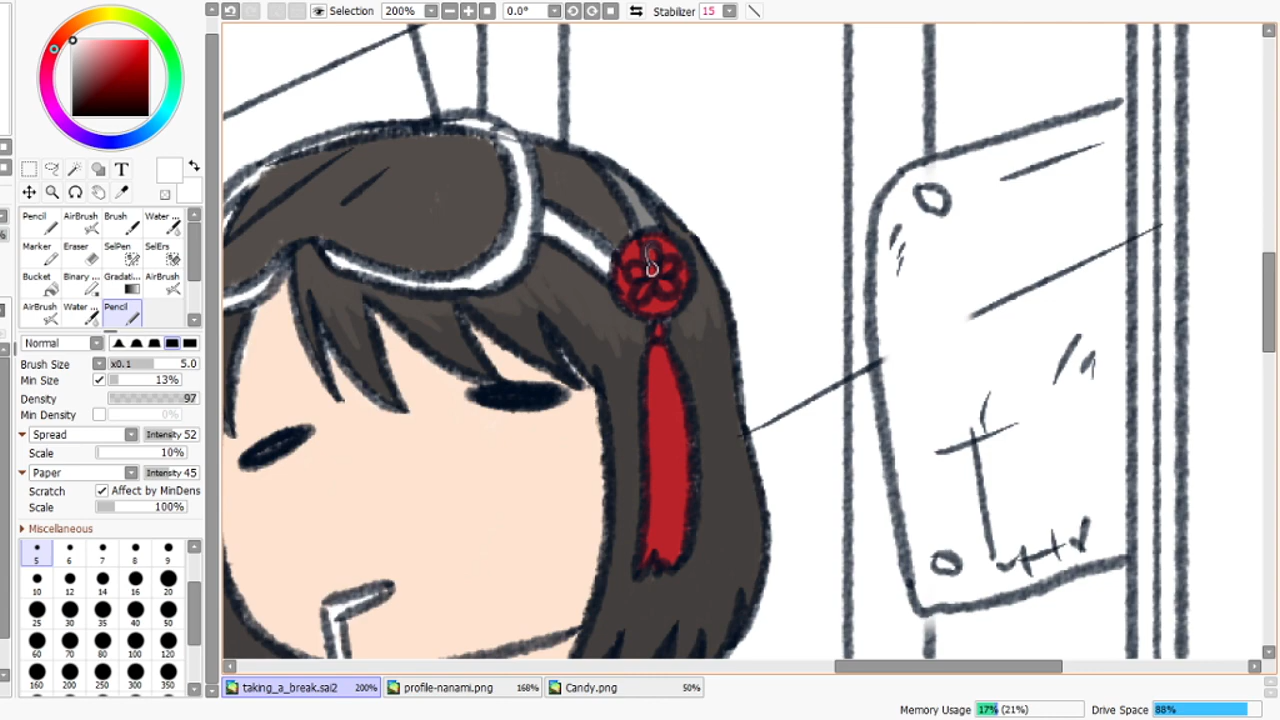 Selection 200% 0.0° Stabilizer 15
T
Pencil AirBrush Brush Water ...
Marker Eraser SelPen SelErs
Bucket Binary ... Gradati... AirBrush
AirBrush Water ... Pencil
Normal
Brush Size x0.1 5.0
Min Size 13%
Density 97
Min Density 0%
Spread Intensity 52
Scale 10%
Paper Intensity 45
Scratch Affect by MinDens
Scale 100%
Miscellaneous
5 6 7 8 9
10 12 14 16 20
25 30 35 40 50
60 70 80 100 120
160 200 250 300 350
taking_a_break.sai2 200% profile-nanami.png 168% Candy.png 50%
Memory Usage 17% (21%) Drive Space 88%